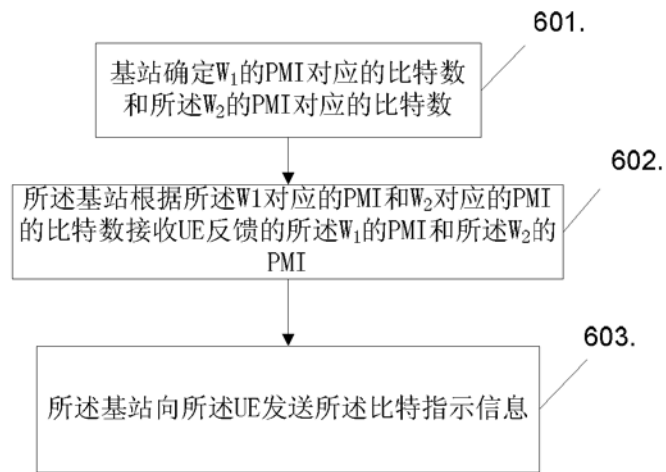 601.
基站确定W₁的PMI对应的比特数
和所述W₂的PMI对应的比特数
602.
所述基站根据所述W1对应的PMI和W₂对应的PMI
的比特数接收UE反馈的所述W₁的PMI和所述W₂的
PMI
603.
所述基站向所述UE发送所述比特指示信息